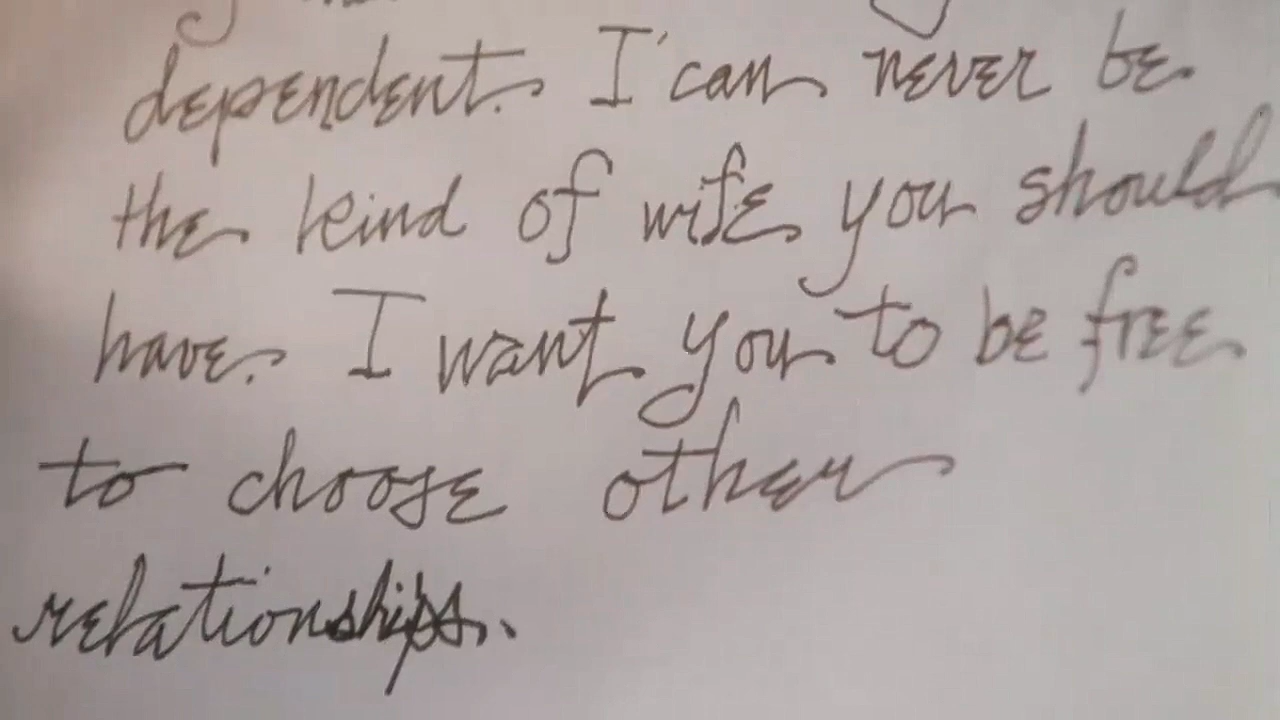 dependent. I can never be
the kind of wife you should
have. I want you to be free
to choose other
relationships.